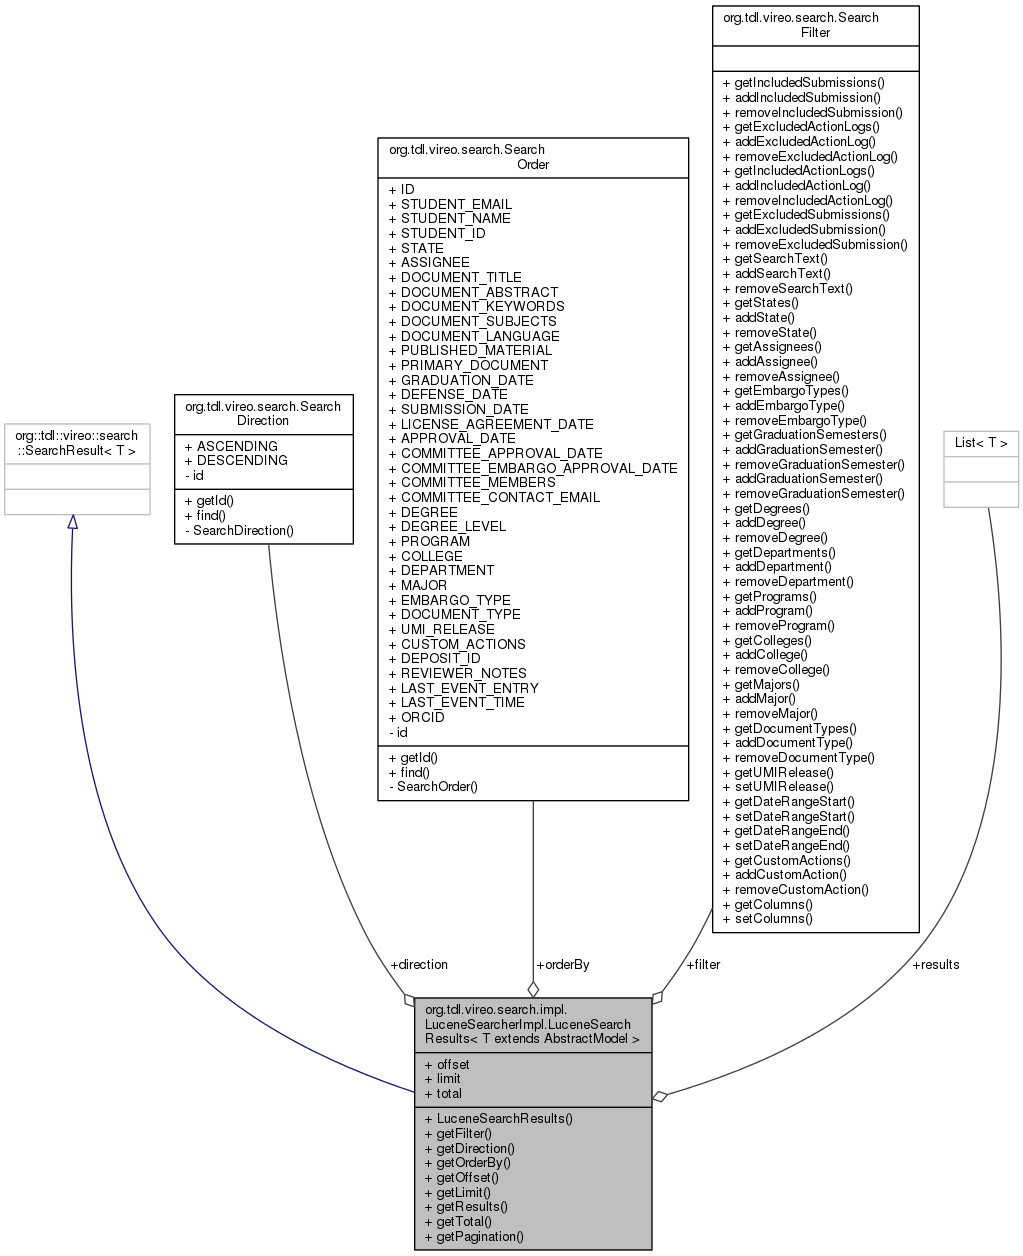 org.tdl.vireo.search.Search
Filter
+ getIncludedSubmissions()
+ addIncludedSubmission()
+ removeIncludedSubmission()
+ getExcludedActionLogs()
+ addExcludedActionLog()
+ removeExcludedActionLog()
+ getIncludedActionLogs()
+ addIncludedActionLog()
+ removeIncludedActionLog()
+ getExcludedSubmissions()
+ addExcludedSubmission()
+ removeExcludedSubmission()
+ getSearchText()
+ addSearchText()
+ removeSearchText()
+ getStates()
+ addState()
+ removeState()
+ getAssignees()
+ addAssignee()
+ removeAssignee()
+ getEmbargoTypes()
+ addEmbargoType()
+ removeEmbargoType()
+ getGraduationSemesters()
+ addGraduationSemester()
+ removeGraduationSemester()
+ addGraduationSemester()
+ removeGraduationSemester()
+ getDegrees()
+ addDegree()
+ removeDegree()
+ getDepartments()
+ addDepartment()
+ removeDepartment()
+ getPrograms()
+ addProgram()
+ removeProgram()
+ getColleges()
+ addCollege()
+ removeCollege()
+ getMajors()
+ addMajor()
+ removeMajor()
+ getDocumentTypes()
+ addDocumentType()
+ removeDocumentType()
+ getUMIRelease()
+ setUMIRelease()
+ getDateRangeStart()
+ setDateRangeStart()
+ getDateRangeEnd()
+ setDateRangeEnd()
+ getCustomActions()
+ addCustomAction()
+ removeCustomAction()
+ getColumns()
+ setColumns()
org.tdl.vireo.search.Search
Order
+ ID
+ STUDENT_EMAIL
+ STUDENT_NAME
+ STUDENT_ID
+ STATE
+ ASSIGNEE
+ DOCUMENT_TITLE
+ DOCUMENT_ABSTRACT
+ DOCUMENT_KEYWORDS
+ DOCUMENT_SUBJECTS
+ DOCUMENT_LANGUAGE
+ PUBLISHED_MATERIAL
+ PRIMARY_DOCUMENT
+ GRADUATION_DATE
+ DEFENSE_DATE
+ SUBMISSION_DATE
+ LICENSE_AGREEMENT_DATE
+ APPROVAL_DATE
+ COMMITTEE_APPROVAL_DATE
+ COMMITTEE_EMBARGO_APPROVAL_DATE
+ COMMITTEE_MEMBERS
+ COMMITTEE_CONTACT_EMAIL
+ DEGREE
+ DEGREE_LEVEL
+ PROGRAM
+ COLLEGE
+ DEPARTMENT
+ MAJOR
+ EMBARGO_TYPE
+ DOCUMENT_TYPE
+ UMI_RELEASE
+ CUSTOM_ACTIONS
+ DEPOSIT_ID
+ REVIEWER_NOTES
+ LAST_EVENT_ENTRY
+ LAST_EVENT_TIME
+ ORCID
- id
+ getId()
+ find()
- SearchOrder()
org.tdl.vireo.search.Search
Direction
+ ASCENDING
+ DESCENDING
- id
+ getId()
+ find()
- SearchDirection()
org::tdl::vireo::search
::SearchResult< T >
List< T >
+direction
+orderBy
+filter
+results
org.tdl.vireo.search.impl.
LuceneSearcherImpl.LuceneSearch
Results< T extends AbstractModel >
+ offset
+ limit
+ total
+ LuceneSearchResults()
+ getFilter()
+ getDirection()
+ getOrderBy()
+ getOffset()
+ getLimit()
+ getResults()
+ getTotal()
+ getPagination()